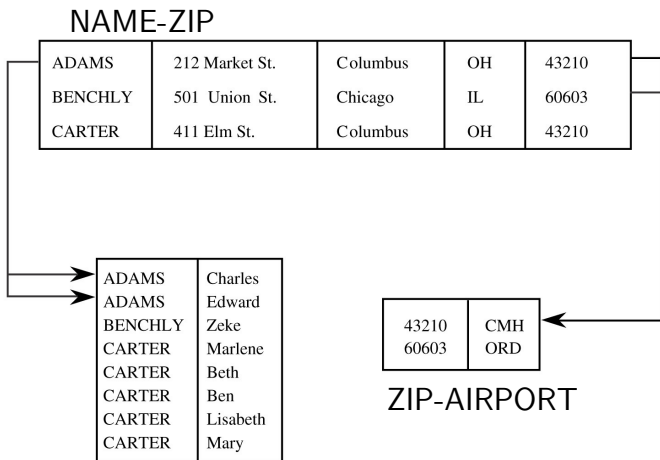 NAME-ZIP
ADAMS 212 Market St. Columbus OH 43210
BENCHLY 501 Union St. Chicago IL 60603
CARTER 411 Elm St. Columbus OH 43210
ADAMS Charles
ADAMS Edward
BENCHLY Zeke
CARTER Marlene
CARTER Beth
CARTER Ben
CARTER Lisabeth
CARTER Mary
43210 CMH
60603 ORD
ZIP-AIRPORT